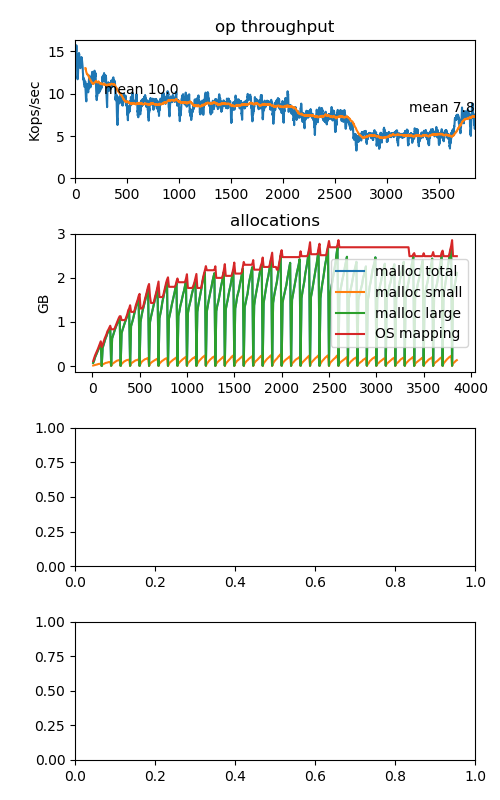 op throughput
Kops/sec
15
10
5
0
mean 10.0
mean 7.8
0 500 1000 1500 2000 2500 3000 3500
allocations
GB
3
2
1
0
malloc total
malloc small
malloc large
OS mapping
0 500 1000 1500 2000 2500 3000 3500 4000
1.00
0.75
0.50
0.25
0.00
0.0 0.2 0.4 0.6 0.8 1.0
1.00
0.75
0.50
0.25
0.00
0.0 0.2 0.4 0.6 0.8 1.0